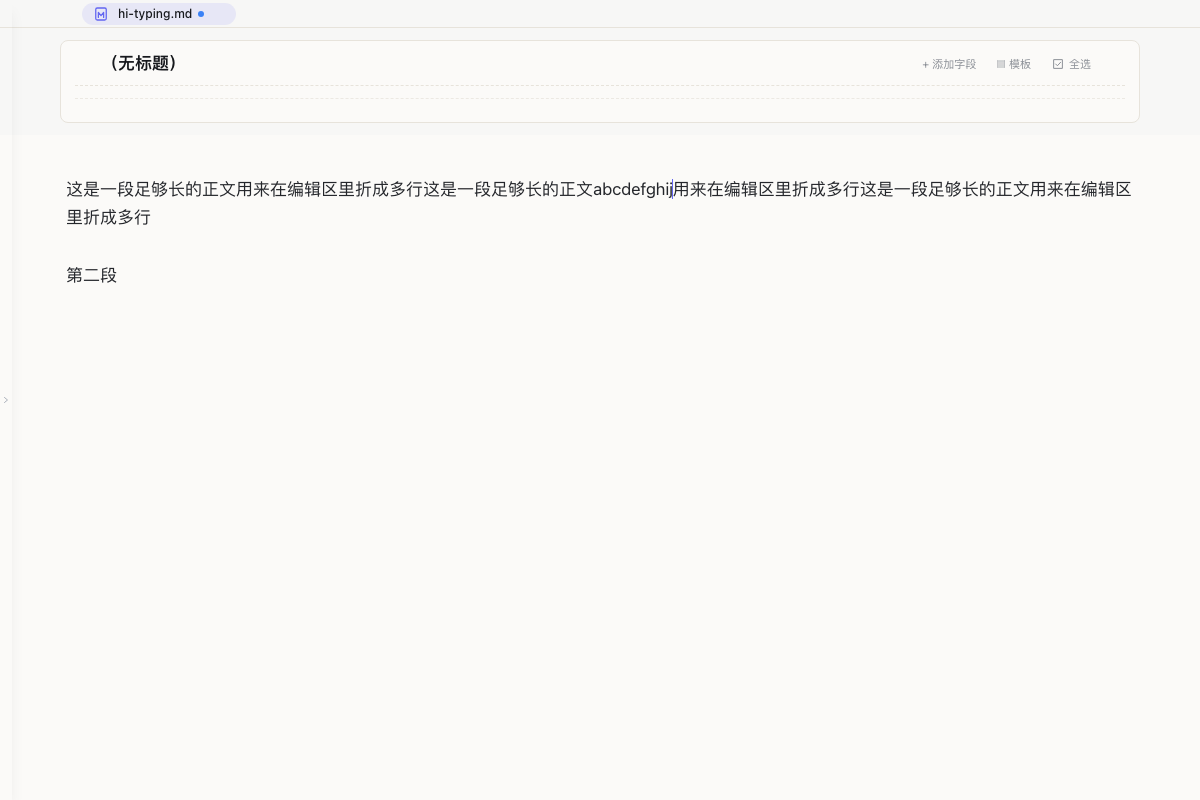 hi-typing.md
（无标题）
+ 添加字段 模板 全选
这是一段足够长的正文用来在编辑区里折成多行这是一段足够长的正文abcdefghij用来在编辑区里折成多行这是一段足够长的正文用来在编辑区
里折成多行
第二段